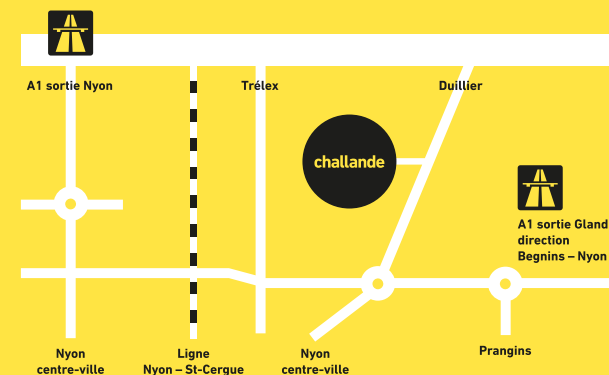 A1 sortie Nyon
Trélex
Duillier
challande
A1 sortie Gland
direction
Begnins – Nyon
Nyon
centre-ville
Ligne
Nyon – St-Cergue
Nyon
centre-ville
Prangins